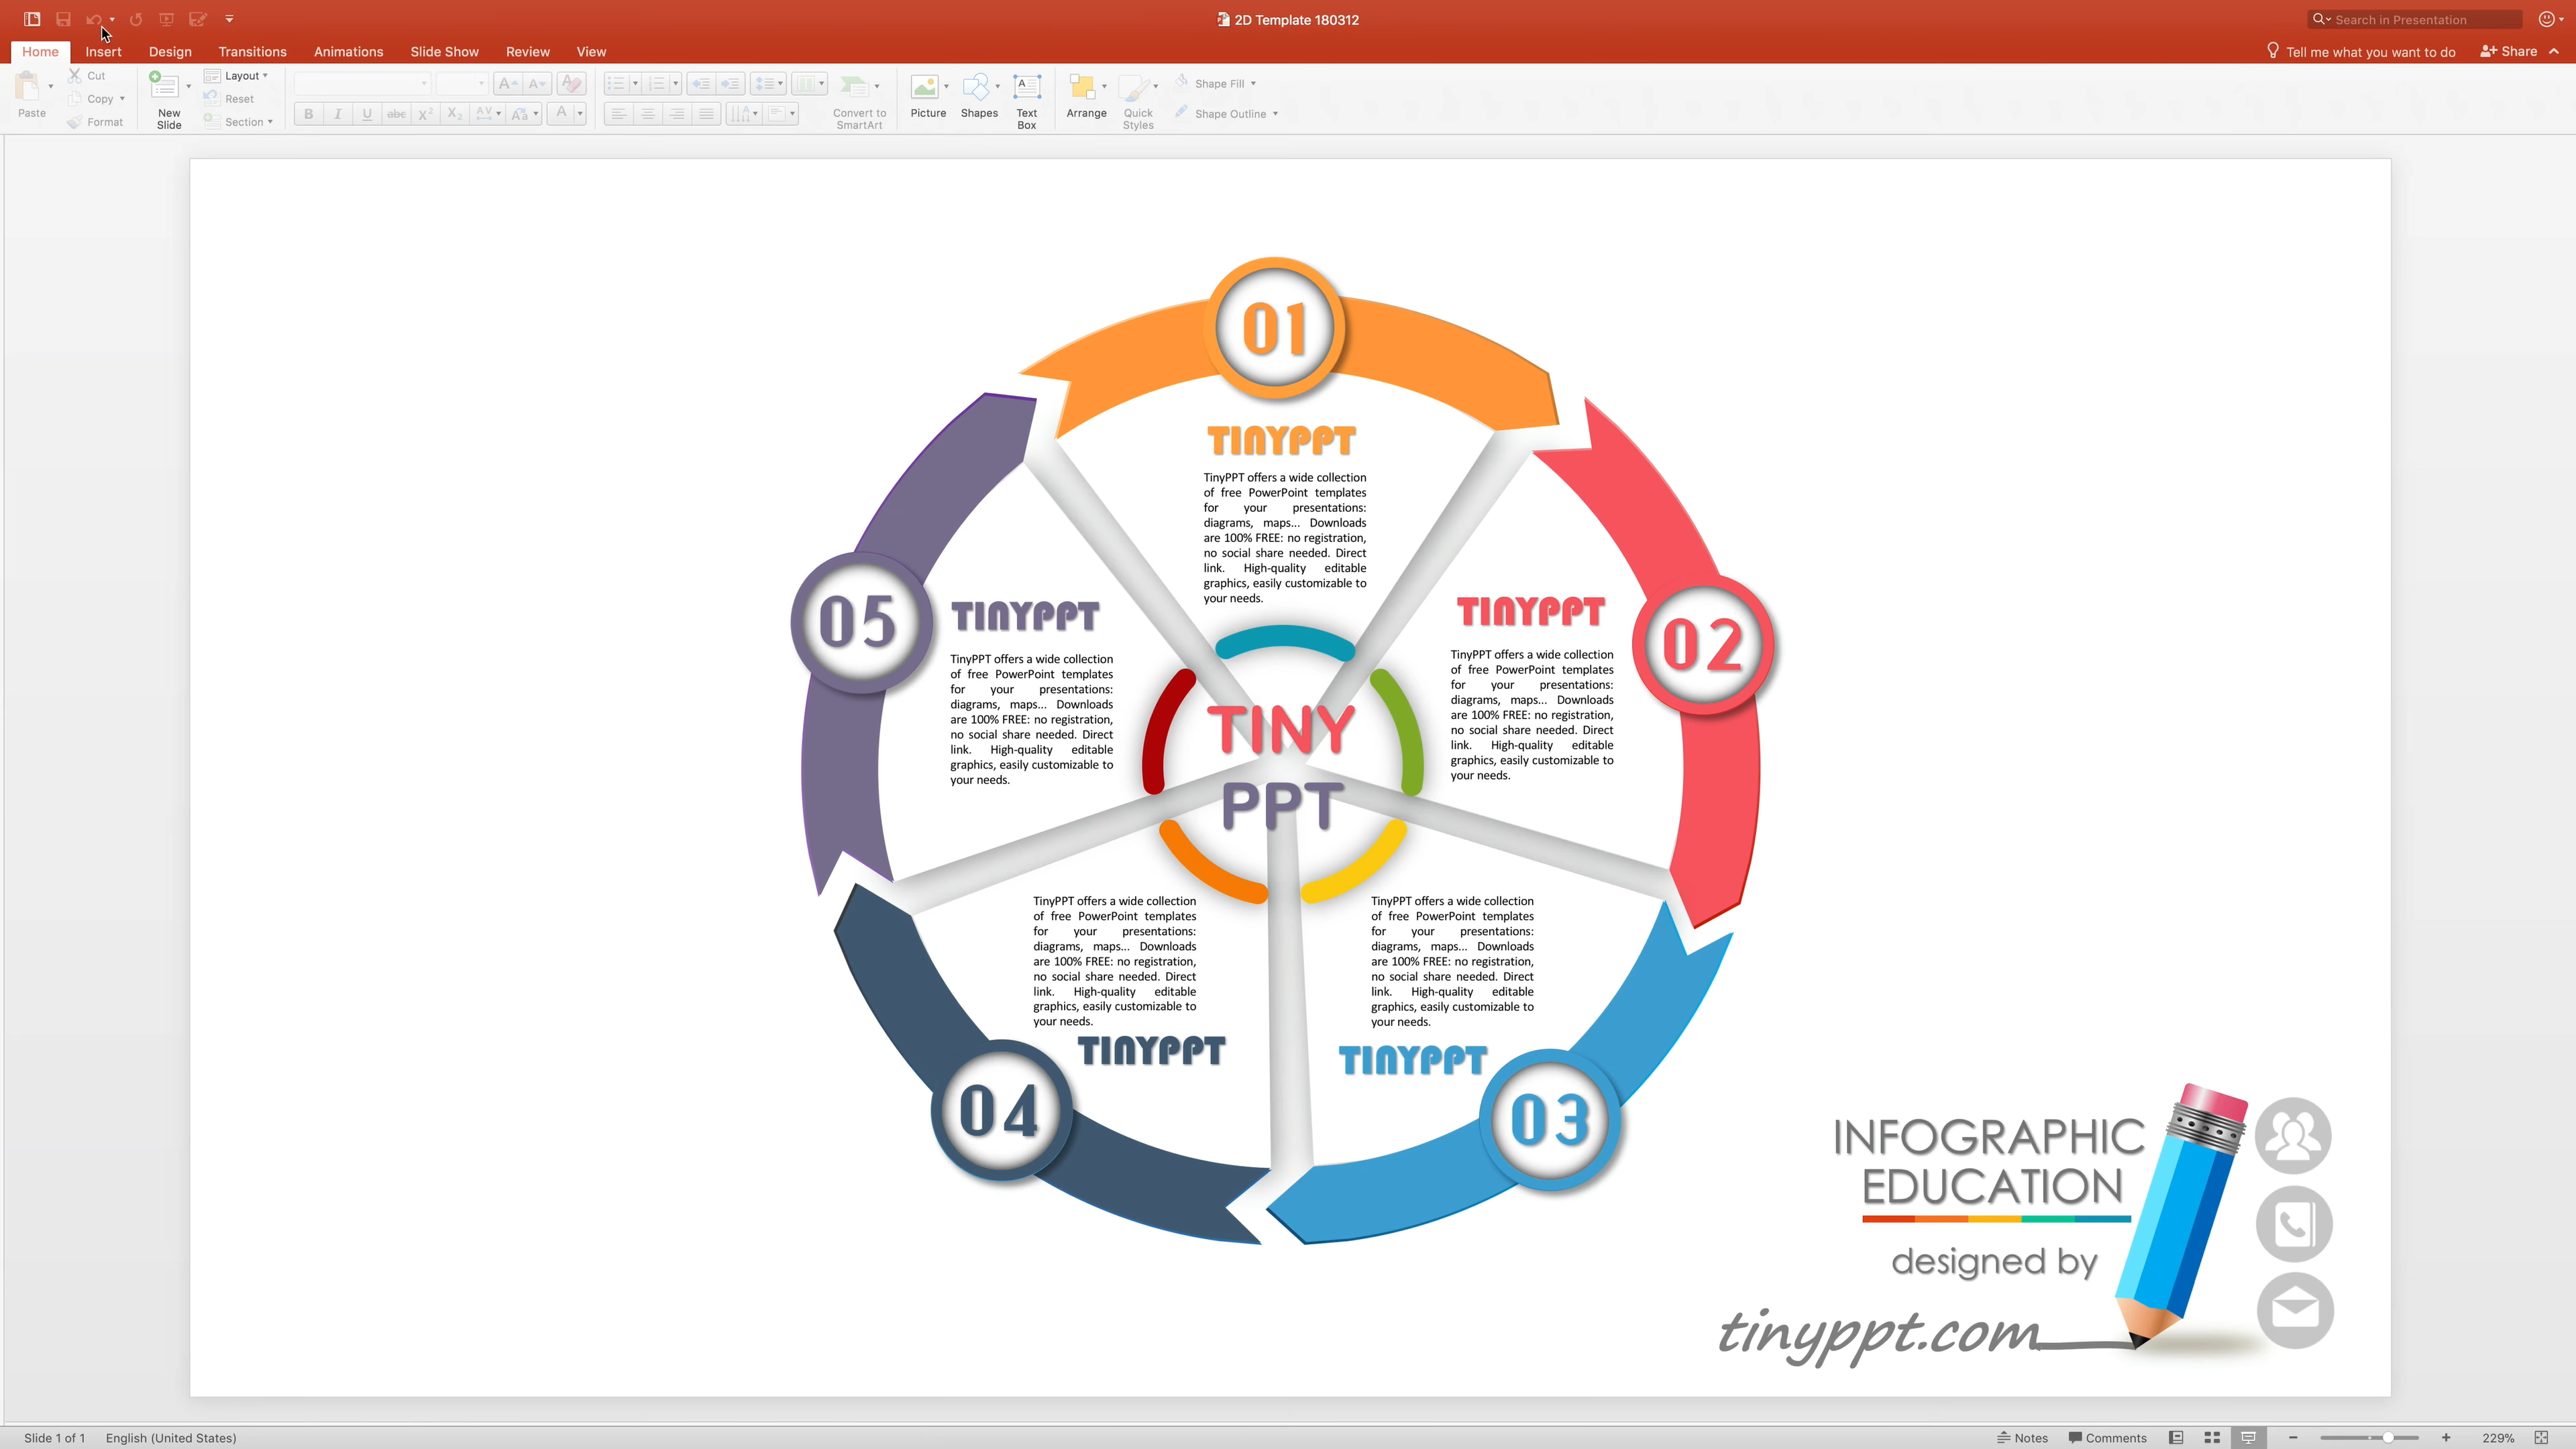 2D Template 180312
Search in Presentation
Home Insert Design Transitions Animations Slide Show Review View
Tell me what you want to do Share
Paste
Cut
Copy
Format
New
Slide
Layout
Reset
Section
B I U abc X² X₂ AV Aa A
Convert to
SmartArt
Picture
Shapes
Text
Box
Arrange
Quick
Styles
Shape Fill
Shape Outline
01
TINYPPT
TinyPPT offers a wide collection
of free PowerPoint templates
for your presentations:
diagrams, maps... Downloads
are 100% FREE: no registration,
no social share needed. Direct
link. High-quality editable
graphics, easily customizable to
your needs.
02
TINYPPT
TinyPPT offers a wide collection
of free PowerPoint templates
for your presentations:
diagrams, maps... Downloads
are 100% FREE: no registration,
no social share needed. Direct
link. High-quality editable
graphics, easily customizable to
your needs.
05
TINYPPT
TinyPPT offers a wide collection
of free PowerPoint templates
for your presentations:
diagrams, maps... Downloads
are 100% FREE: no registration,
no social share needed. Direct
link. High-quality editable
graphics, easily customizable to
your needs.
TINY
PPT
TinyPPT offers a wide collection
of free PowerPoint templates
for your presentations:
diagrams, maps... Downloads
are 100% FREE: no registration,
no social share needed. Direct
link. High-quality editable
graphics, easily customizable to
your needs.
TINYPPT
04
TinyPPT offers a wide collection
of free PowerPoint templates
for your presentations:
diagrams, maps... Downloads
are 100% FREE: no registration,
no social share needed. Direct
link. High-quality editable
graphics, easily customizable to
your needs.
TINYPPT
03
INFOGRAPHIC
EDUCATION
designed by
tinyppt.com
Slide 1 of 1 English (United States)
Notes Comments 229%